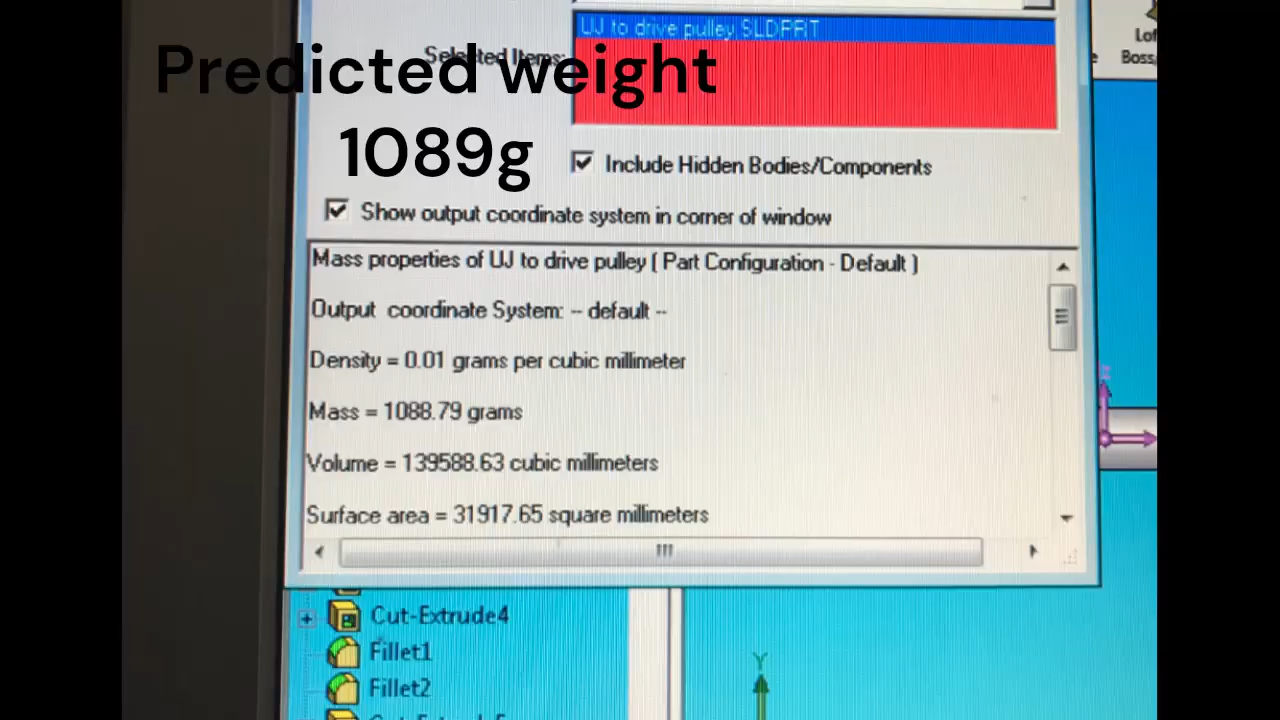 UJ to drive pulley.SLDPRT
Selected Items:
Predicted weight
1089g
Include Hidden Bodies/Components
Show output coordinate system in corner of window
Mass properties of UJ to drive pulley ( Part Configuration - Default )
Output coordinate System: -- default --
Density = 0.01 grams per cubic millimeter
Mass = 1088.79 grams
Volume = 139588.63 cubic millimeters
Surface area = 31917.65 square millimeters
Cut-Extrude4
Fillet1
Fillet2
Y